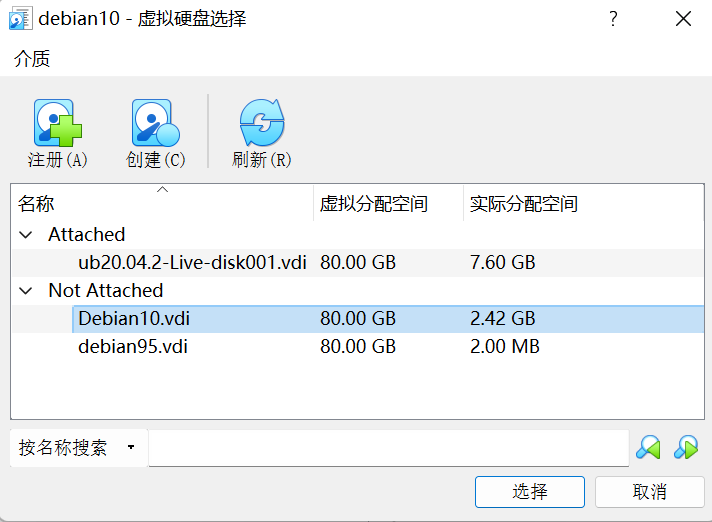 debian10 - 虚拟硬盘选择 ?
介质
注册(A) 创建(C) 刷新(R)
名称 虚拟分配空间 实际分配空间
Attached
ub20.04.2-Live-disk001.vdi 80.00 GB 7.60 GB
Not Attached
Debian10.vdi 80.00 GB 2.42 GB
debian95.vdi 80.00 GB 2.00 MB
按名称搜索
选择 取消